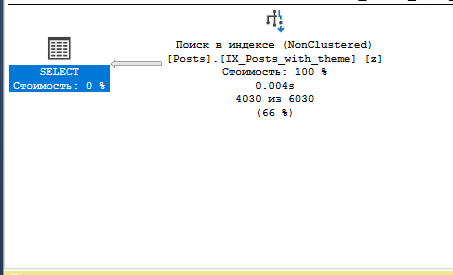 Поиск в индексе (NonClustered)
[Posts].[IX_Posts_with_theme] [z]
Стоимость: 100 %
0.004s
4030 из 6030
(66 %)
SELECT
Стоимость: 0 %